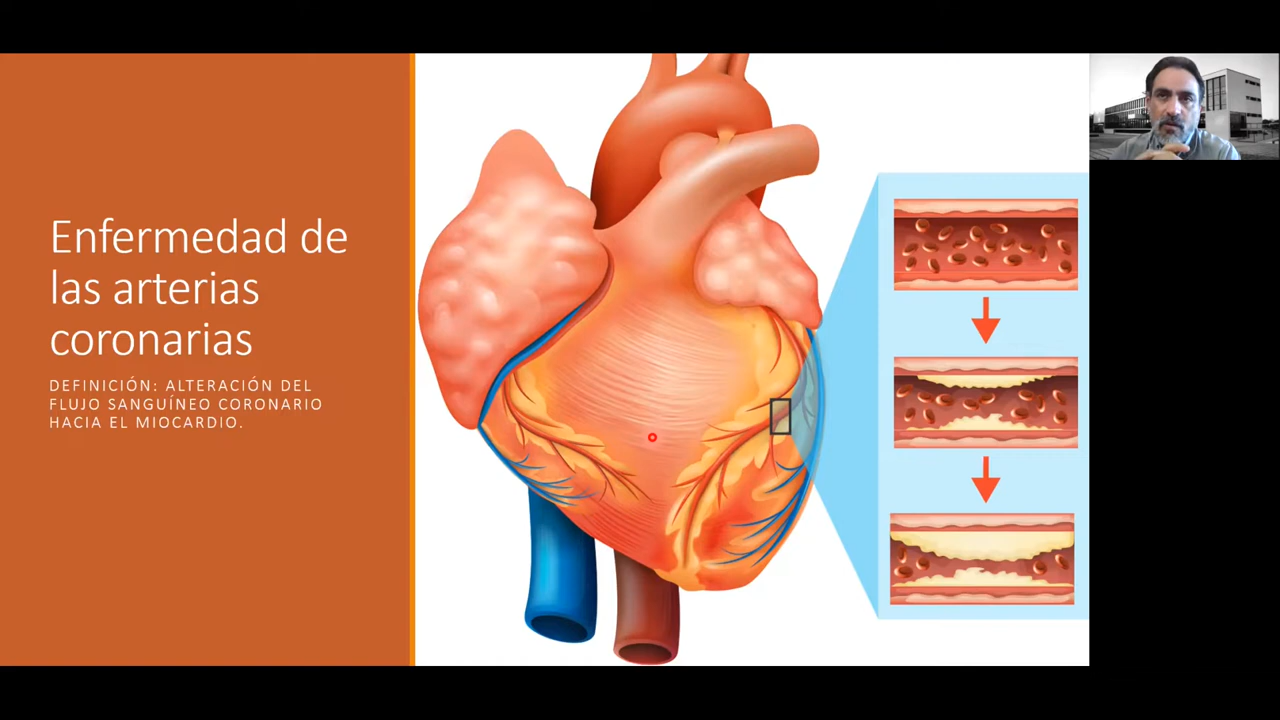 Enfermedad de
las arterias
coronarias
DEFINICIÓN: ALTERACIÓN DEL
FLUJO SANGUÍNEO CORONARIO
HACIA EL MIOCARDIO.